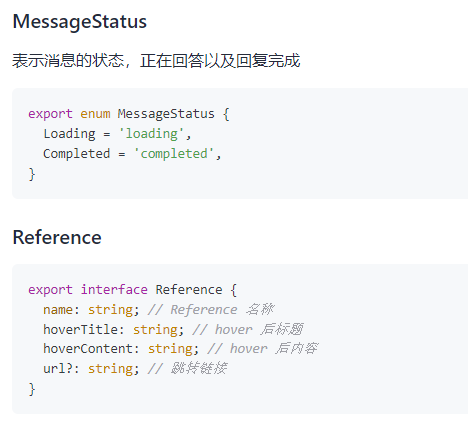 MessageStatus
表示消息的状态，正在回答以及回复完成
export enum MessageStatus {
  Loading = 'loading',
  Completed = 'completed',
}
Reference
export interface Reference {
  name: string; // Reference 名称
  hoverTitle: string; // hover 后标题
  hoverContent: string; // hover 后内容
  url?: string; // 跳转链接
}